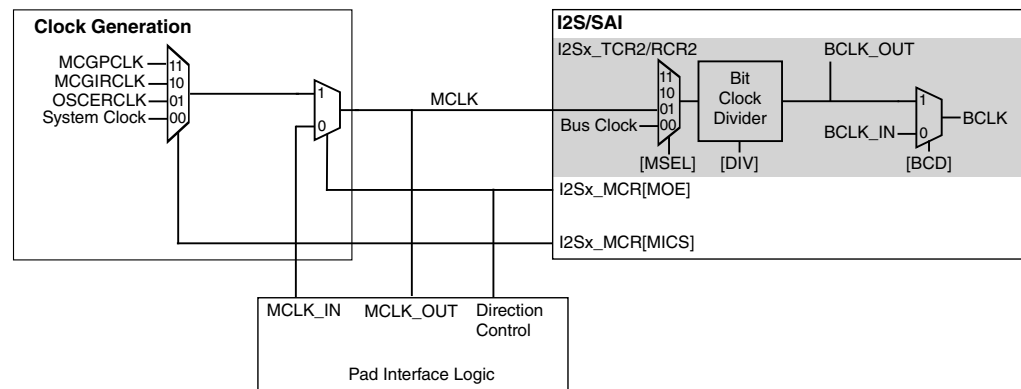 Clock Generation
MCGPCLK
MCGIRCLK
OSCERCLK
System Clock
11
10
01
00
1
0
MCLK
I2S/SAI
I2Sx_TCR2/RCR2
11
10
01
00
Bus Clock
[MSEL]
Bit
Clock
Divider
[DIV]
BCLK_OUT
BCLK_IN
1
0
BCLK
[BCD]
I2Sx_MCR[MOE]
I2Sx_MCR[MICS]
MCLK_IN
MCLK_OUT
Direction
Control
Pad Interface Logic